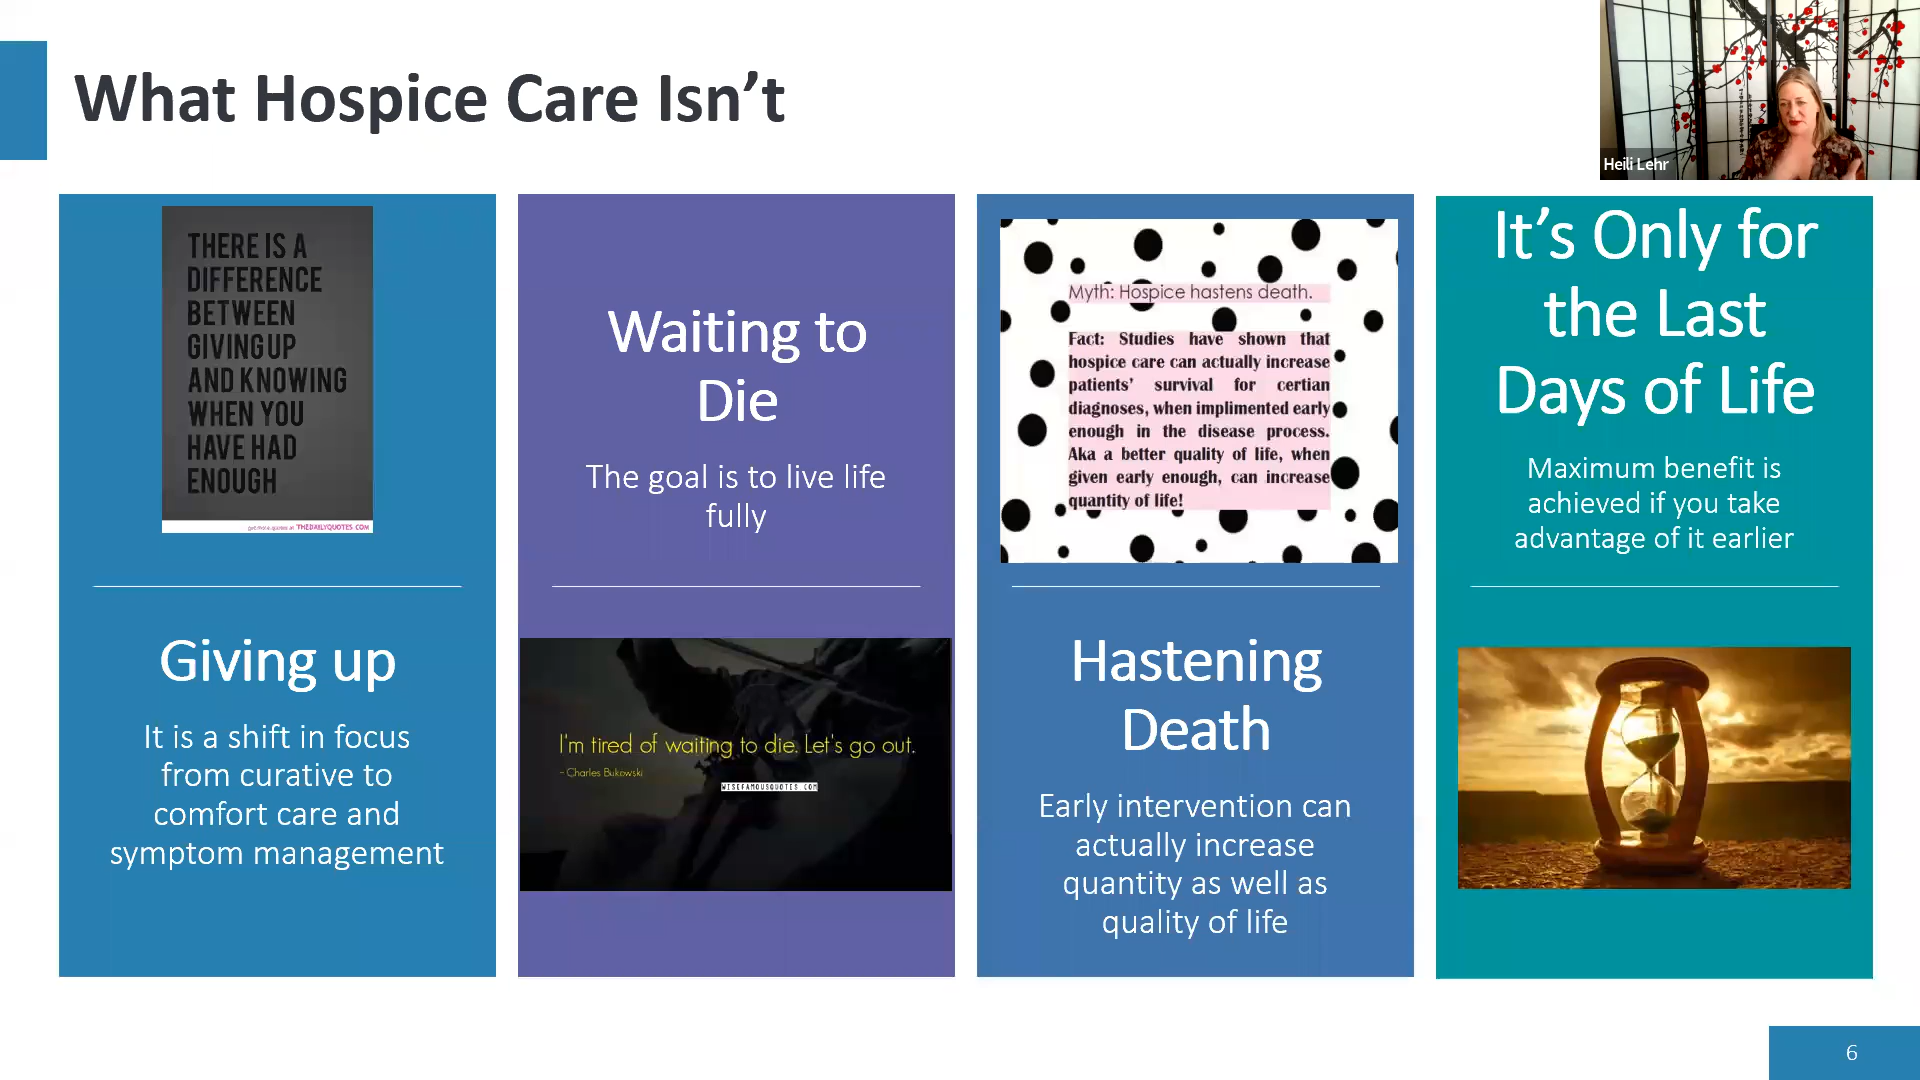 What Hospice Care Isn’t
Heili Lehr
THERE IS A
DIFFERENCE
BETWEEN
GIVING UP
AND KNOWING
WHEN YOU
HAVE HAD
ENOUGH
THEDAILYQUOTES.COM
Giving up
It is a shift in focus
from curative to
comfort care and
symptom management
Waiting to
Die
The goal is to live life
fully
I'm tired of waiting to die. Let's go out.
- Charles Bukowski
WISEFAMOUSQUOTES.COM
Myth: Hospice hastens death.
Fact: Studies have shown that
hospice care can actually increase
patients’ survival for certian
diagnoses, when implimented early
enough in the disease process.
Aka a better quality of life, when
given early enough, can increase
quantity of life!
Hastening
Death
Early intervention can
actually increase
quantity as well as
quality of life
It’s Only for
the Last
Days of Life
Maximum benefit is
achieved if you take
advantage of it earlier
6